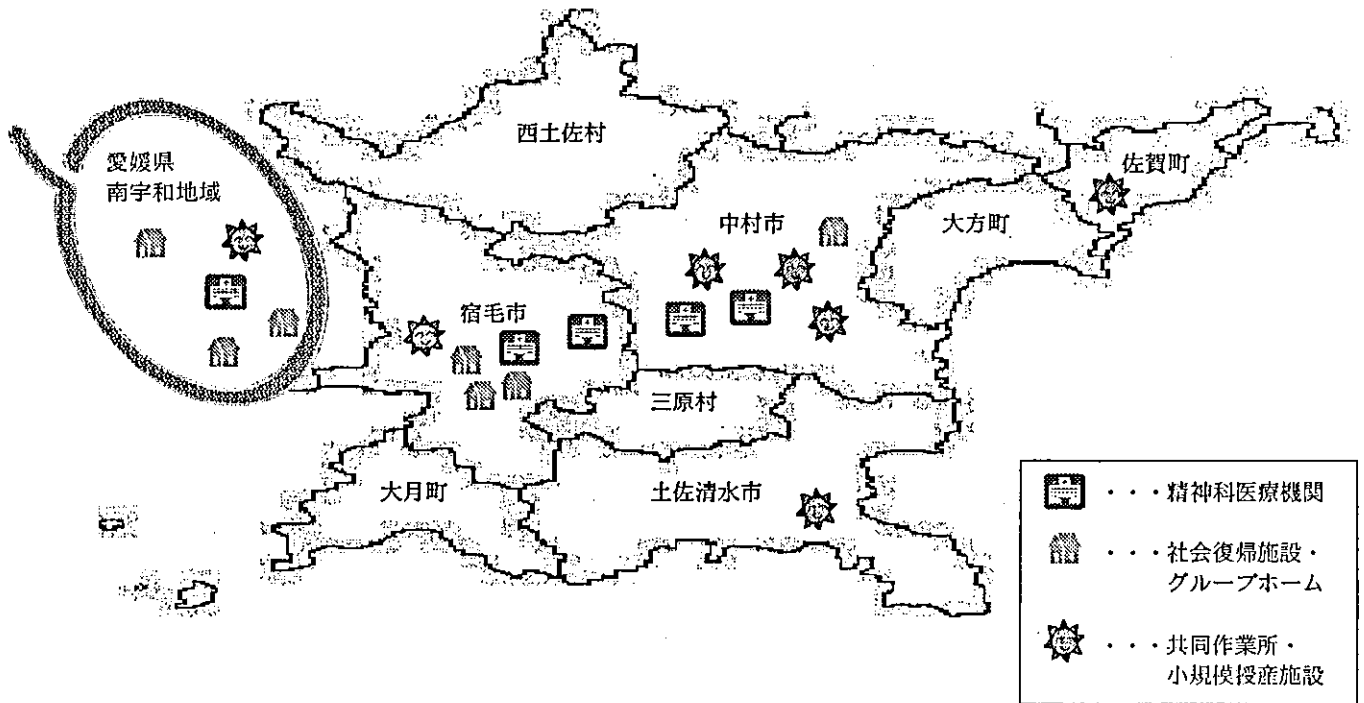 西土佐村
愛媛県
南宇和地域
佐賀町
中村市
大方町
宿毛市
三原村
大月町
土佐清水市
・・・精神科医療機関
・・・社会復帰施設・
グループホーム
・・・共同作業所・
小規模授産施設